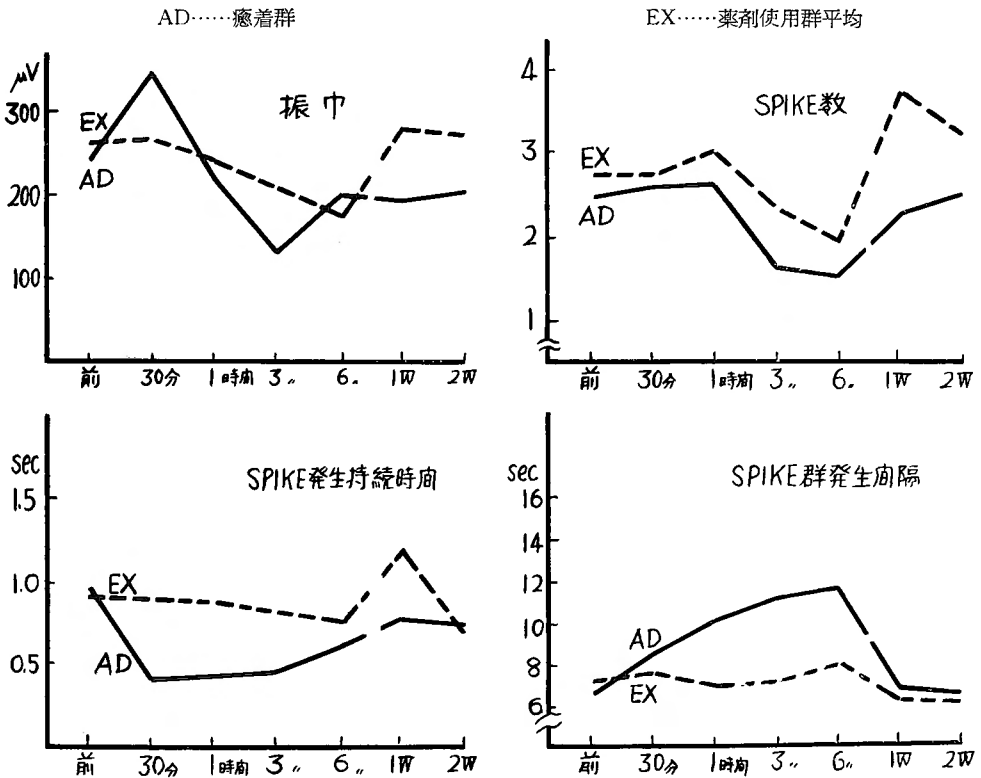 AD……癒着群
EX……薬剤使用群平均
μV
300
200
100
振巾
EX
AD
前 30分 1時間 3〃 6〃 1W 2W
4
3
2
1
SPIKE数
EX
AD
前 30分 1時間 3〃 6〃 1W 2W
sec
1.5
1.0
0.5
SPIKE発生持続時間
EX
AD
前 30分 1時間 3〃 6〃 1W 2W
sec
16
14
12
10
8
6
SPIKE群発生间隔
AD
EX
前 30分 1時間 3〃 6〃 1W 2W